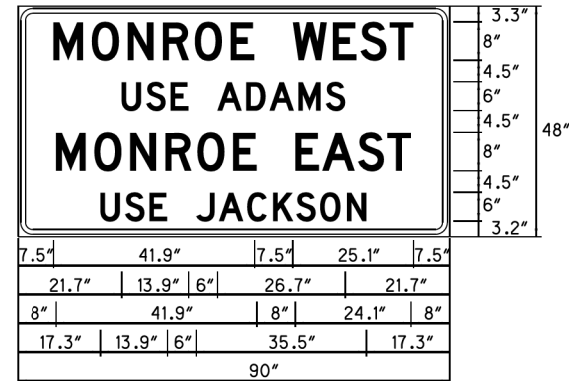 MONROE WEST
USE ADAMS
MONROE EAST
USE JACKSON
3.3″
8″
4.5″
6″
4.5″
8″
4.5″
6″
3.2″
48″
7.5″ 41.9″ 7.5″ 25.1″ 7.5″
21.7″ 13.9″ 6″ 26.7″ 21.7″
8″ 41.9″ 8″ 24.1″ 8″
17.3″ 13.9″ 6″ 35.5″ 17.3″
90″